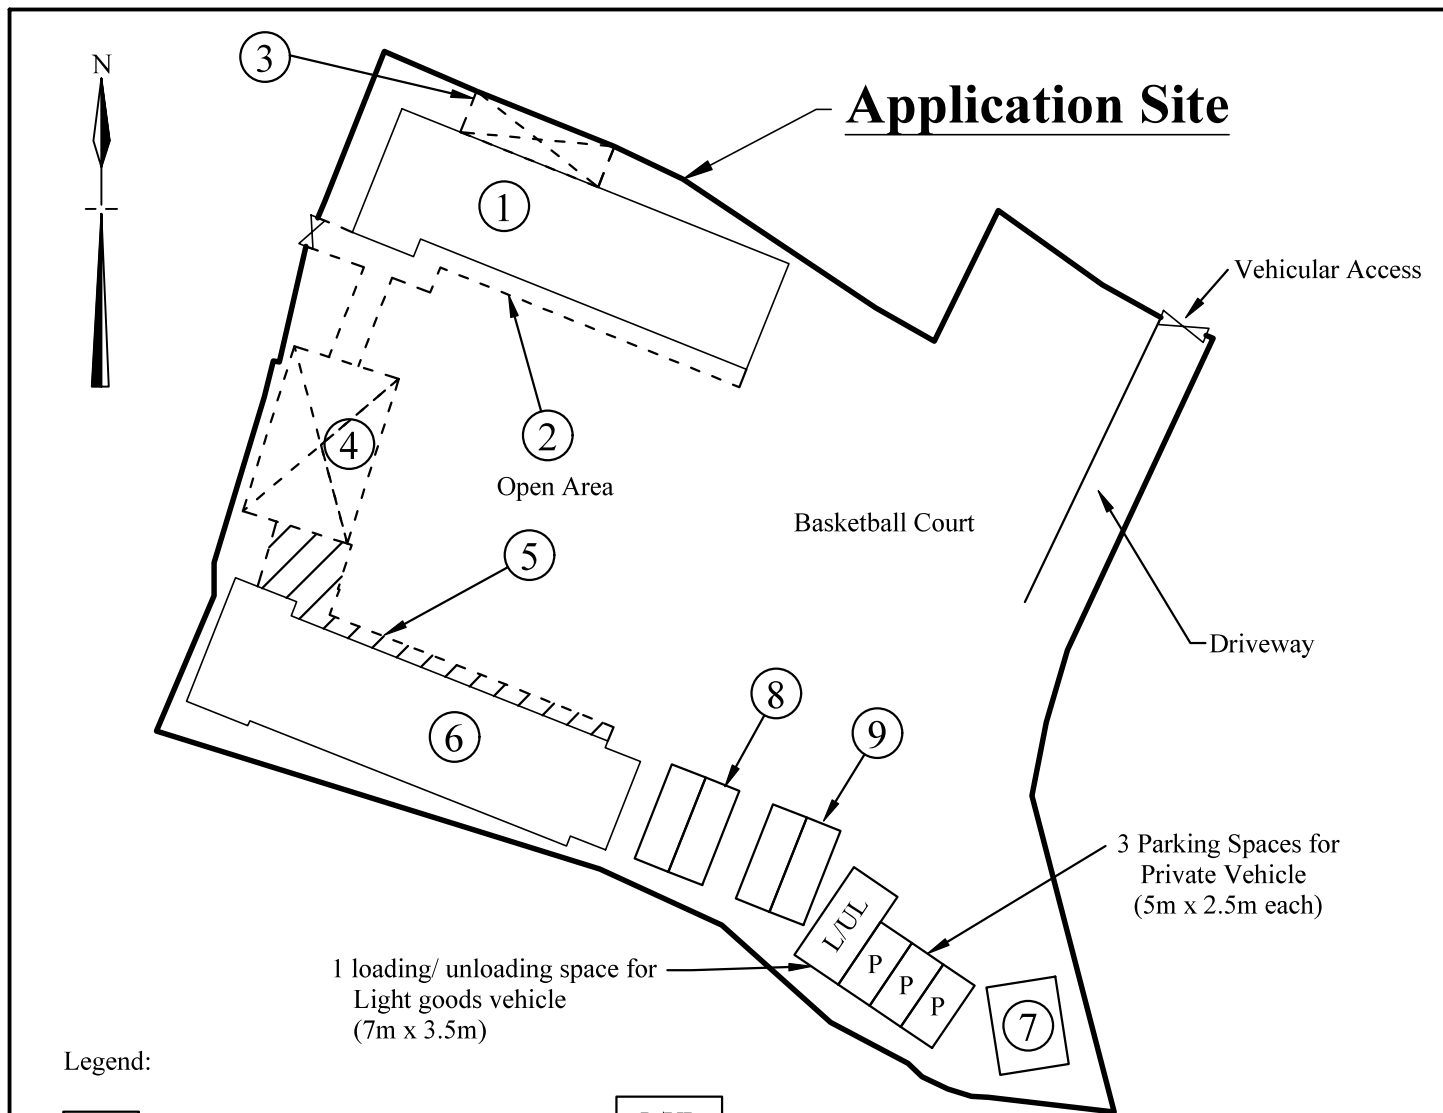 N
3
Application Site
1
Vehicular Access
4
2
Open Area
Basketball Court
5
Driveway
8
6
9
3 Parking Spaces for
Private Vehicle
(5m x 2.5m each)
L/UL
1 loading/ unloading space for
Light goods vehicle
(7m x 3.5m)
P
P
P
7
Legend: